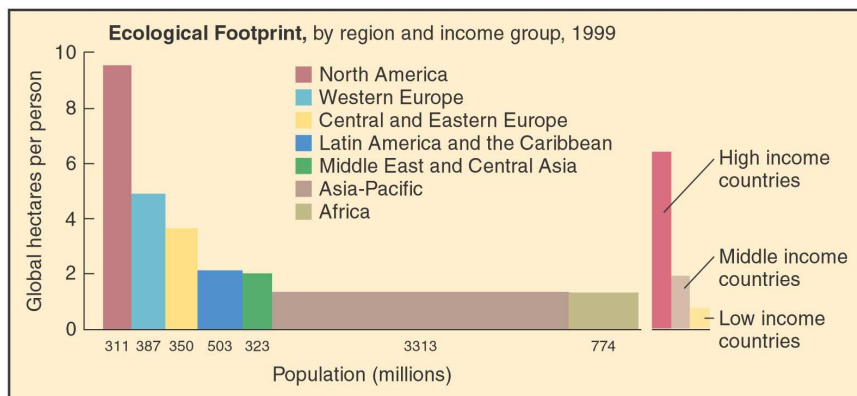 Ecological Footprint, by region and income group, 1999
10
8
6
4
2
0
Global hectares per person
North America
Western Europe
Central and Eastern Europe
Latin America and the Caribbean
Middle East and Central Asia
Asia-Pacific
Africa
High income
countries
Middle income
countries
Low income
countries
311 387 350 503 323 3313 774
Population (millions)